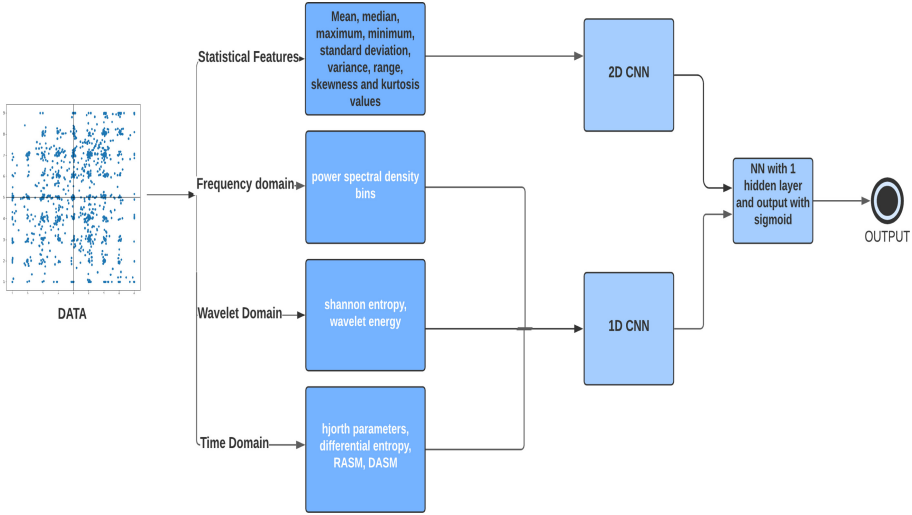 DATA
Statistical Features
Mean, median,
maximum, minimum,
standard deviation,
variance, range,
skewness and kurtosis
values
Frequency domain
power spectral density
bins
Wavelet Domain
shannon entropy,
wavelet energy
Time Domain
hjorth parameters,
differential entropy,
RASM, DASM
2D CNN
1D CNN
NN with 1
hidden layer
and output with
sigmoid
OUTPUT